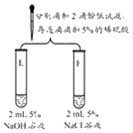 分别滴加2滴酚酞试液,
再逐滴滴加5%的稀硫酸
Ⅰ
Ⅱ
2 mL 5%
NaOH溶液
2 mL 5%
NaCl溶液